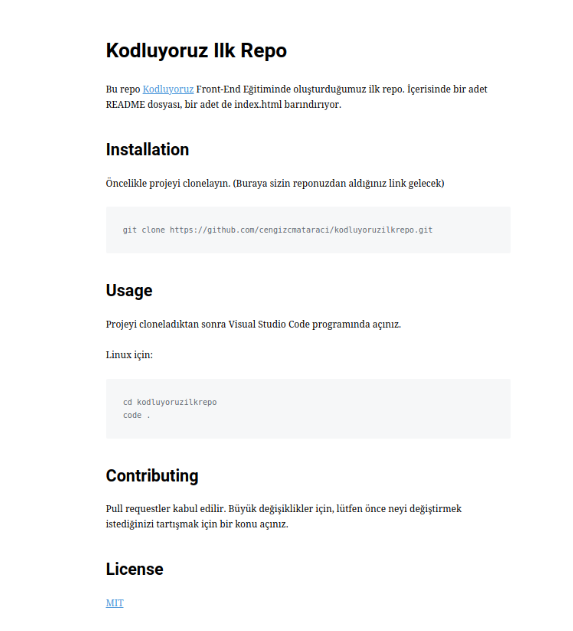 Kodluyoruz Ilk Repo
Bu repo Kodluyoruz Front-End Eğitiminde oluşturduğumuz ilk repo. İçerisinde bir adet
README dosyası, bir adet de index.html barındırıyor.
Installation
Öncelikle projeyi clonelayın. (Buraya sizin reponuzdan aldığınız link gelecek)
git clone https://github.com/cengizcmataraci/kodluyoruzilkrepo.git
Usage
Projeyi cloneladıktan sonra Visual Studio Code programında açınız.
Linux için:
cd kodluyoruzilkrepo
code .
Contributing
Pull requestler kabul edilir. Büyük değişiklikler için, lütfen önce neyi değiştirmek
istediğinizi tartışmak için bir konu açınız.
License
MIT